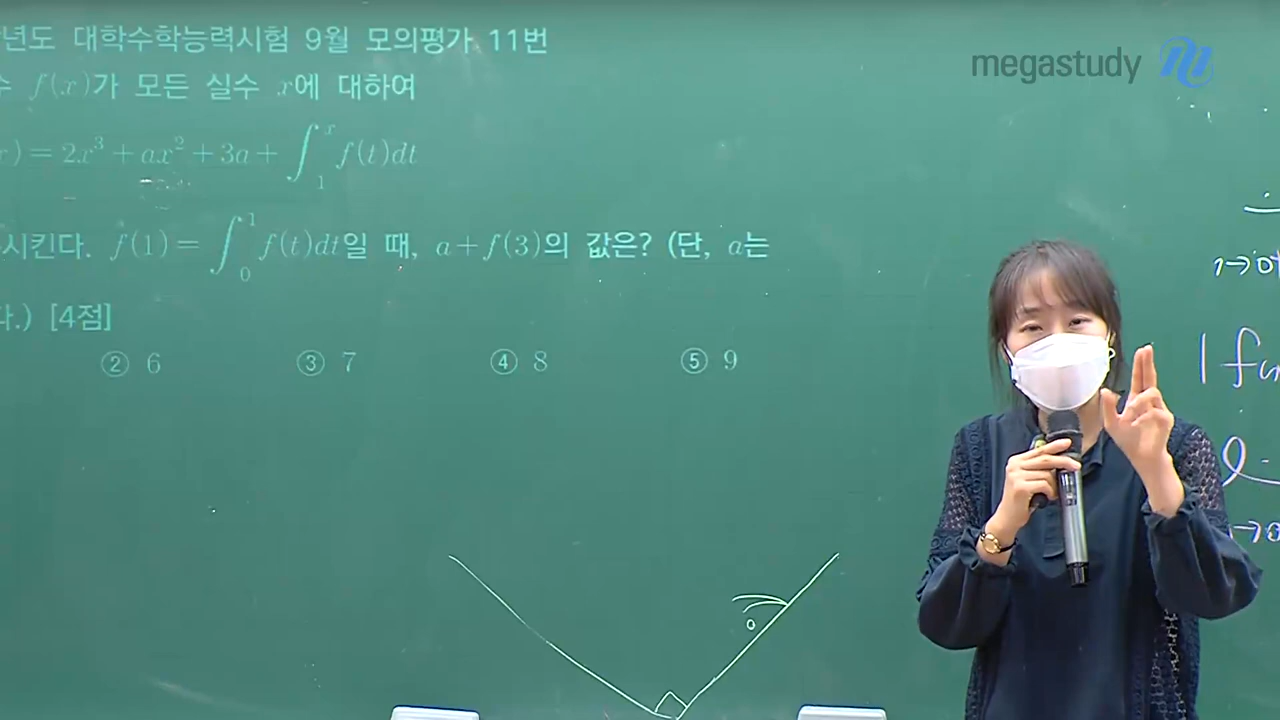 년도 대학수학능력시험 9월 모의평가 11번
megastudy
수 f(x)가 모든 실수 x에 대하여
x) = 2x³ + ax² + 3a + ∫₁ˣ f(t)dt
시킨다. f(1) = ∫₀¹ f(t)dt일 때, a + f(3)의 값은? (단, a는
다.) [4점]
② 6 ③ 7 ④ 8 ⑤ 9